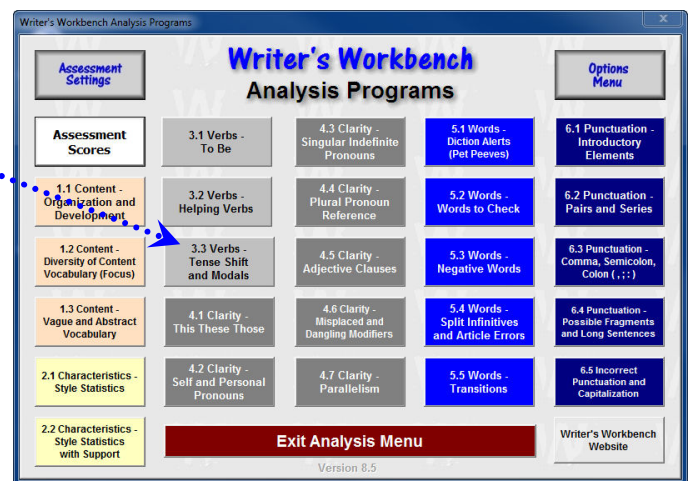 Writer's Workbench Analysis Programs
x
Assessment
Settings
Writer's Workbench
Analysis Programs
Options
Menu
Assessment
Scores
1.1 Content -
Organization and
Development
1.2 Content -
Diversity of Content
Vocabulary (Focus)
1.3 Content -
Vague and Abstract
Vocabulary
2.1 Characteristics -
Style Statistics
2.2 Characteristics -
Style Statistics
with Support
3.1 Verbs -
To Be
3.2 Verbs -
Helping Verbs
3.3 Verbs -
Tense Shift
and Modals
4.1 Clarity -
This These Those
4.2 Clarity -
Self and Personal
Pronouns
4.3 Clarity -
Singular Indefinite
Pronouns
4.4 Clarity -
Plural Pronoun
Reference
4.5 Clarity -
Adjective Clauses
4.6 Clarity -
Misplaced and
Dangling Modifiers
4.7 Clarity -
Parallelism
5.1 Words -
Diction Alerts
(Pet Peeves)
5.2 Words -
Words to Check
5.3 Words -
Negative Words
5.4 Words -
Split Infinitives
and Article Errors
5.5 Words -
Transitions
6.1 Punctuation -
Introductory
Elements
6.2 Punctuation -
Pairs and Series
6.3 Punctuation -
Comma, Semicolon,
Colon ( , ; : )
6.4 Punctuation -
Possible Fragments
and Long Sentences
6.5 Incorrect
Punctuation and
Capitalization
Exit Analysis Menu
Writer's Workbench
Website
Version 8.5